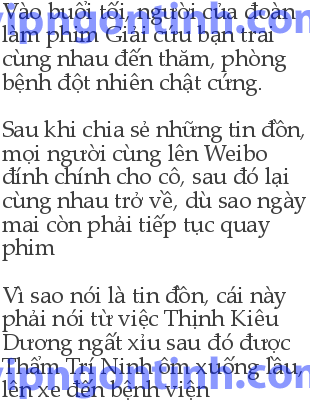 Vào buổi tối, người của đoàn
làm phim Giải cứu bạn trai
cùng nhau đến thăm, phòng
bệnh đột nhiên chật cứng.
Sau khi chia sẻ những tin đồn,
mọi người cùng lên Weibo
đính chính cho cô, sau đó lại
cùng nhau trở về, dù sao ngày
mai còn phải tiếp tục quay
phim
Vì sao nói là tin đồn, cái này
phải nói từ việc Thịnh Kiêu
Dương ngất xỉu sau đó được
Thẩm Trí Ninh ôm xuống lầu,
lên xe đến bệnh viện
vipngontinh.com